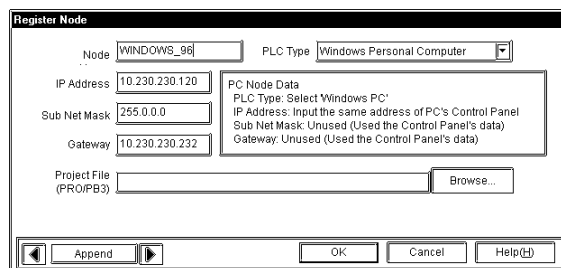 Register Node
Node WINDOWS_96 PLC Type Windows Personal Computer
IP Address 10.230.230.120
Sub Net Mask 255.0.0.0
Gateway 10.230.230.232
PC Node Data
PLC Type: Select 'Windows PC'
IP Address: Input the same address of PC's Control Panel
Sub Net Mask: Unused (Used the Control Panel's data)
Gateway: Unused (Used the Control Panel's data)
Project File
(PRO/PB3)
Browse...
Append OK Cancel Help(H)